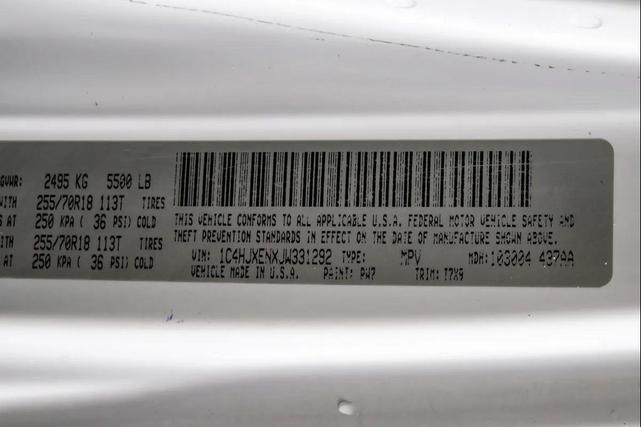 GVWR: 2495 KG 5500 LB
WITH 255/70R18 113T TIRES
AT 250 KPA ( 36 PSI) COLD
WITH 255/70R18 113T TIRES
AT 250 KPA ( 36 PSI) COLD
THIS VEHICLE CONFORMS TO ALL APPLICABLE U.S.A. FEDERAL MOTOR VEHICLE SAFETY AND
THEFT PREVENTION STANDARDS IN EFFECT ON THE DATE OF MANUFACTURE SHOWN ABOVE.
VIN: 1C4HJXENXJW331292 TYPE: MPV MDH: 103004 437AA
VEHICLE MADE IN U.S.A. PAINT: PW7 TRIM: T7X9